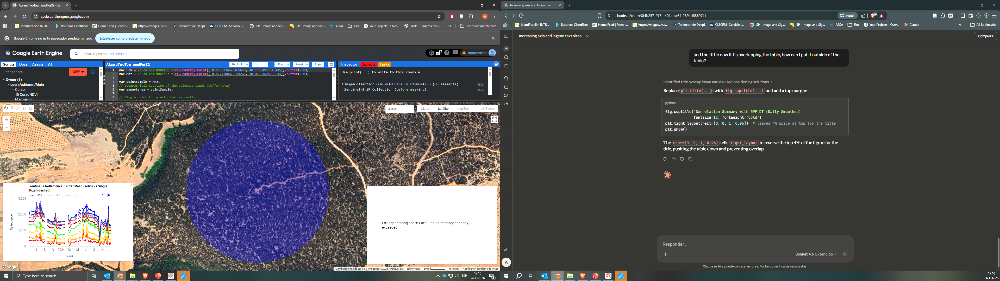 ALvaroTwoTow_modForS2 - Ear
code.earthengine.google.com
Identificación INTR...
Recursos Científicos
Home Feed | Resear...
https://webges.uv.e...
Traductor de DeepL
CLECEM | Servicio i...
ISP - Image and Sig...
ISP - Image and Sig...
AESA
Flox
Your Projects - Over...
Slack - Primeros pas...
»
Todos los marcadores
Google Chrome no es tu navegador predeterminado
Establecer como predeterminado
Google Earth Engine
Search places and datasets...
manzarrion
Scripts
Docs
Assets
AI
Filter scripts...
NEW
Owner (1)
users/adrianm/Main
Curso
CursoNDVI
Manzarrion
ALvaroTwoTow_modForS2
Get Link
Run
Reset
Apps
1 var Srn = /* color: #98ff00 */ee.Geometry.Point([-0.8382336623465658, 40.15094911918445]).buffer(250);
2 var Mnz = /* color: #0b4a8b */ee.Geometry.Point([-0.8274188072699262, 40.08951624163244]).buffer(250);
3
4 var pointSample = Mnz;
5 // Geographical Location of the selected pixel (buffer area)
6 var exportarea = pointSample;
7
8 // Single point for exact pixel extraction
Inspector
Console
Tasks
Use print(...) to write to this console.
ImageCollection COPERNICUS/S2_SR_HARMONIZED (80 elements)
JSON
Sentinel-2 SR Collection (before masking)
JSON
Layers
Mapa
Satélite
maxZoom
minZoom
Sentinel-2 Reflectance: Buffer Mean (solid) vs Single
Pixel (dashed)
B11
B12
B2
1/3
3,000
2,000
1,000
0
Reflectance
J
S
N
2024
M
M
J
S
N
Time
Error generating chart: Earth Engine memory capacity
exceeded.
Google
Combinaciones de teclas
Imágenes ©2026 Airbus, Maxar Technologies
50 m
Términos
Notificar un problema de Maps
Type here to search
ESP
17:10
26-Feb-26
2
Increasing axis and legend text s
claude.ai/chat/e8f4b257-973c-401a-ac64-2891d6869711
Install
Identificación INTR...
Recursos Científicos
Home Feed | Resear...
https://webges.uv.e...
Traductor de DeepL
CLECEM | Servicio i...
ISP - Image and Sig...
ISP - Image and Sig...
AESA
Flox
Your Projects - Over...
Claude
»
All Bookmarks
Increasing axis and legend text sizes
Compartir
and the tittle now it tis overlapping the table, how can i put it outside of the
table?
Identified title overlap issue and devised positioning solutions
Replace plt.title(...) with fig.suptitle(...) and add a top margin:
python
fig.suptitle('Correlation Summary with GPP_DT (Daily Smoothed)',
fontsize=12, fontweight='bold')
plt.tight_layout(rect=[0, 0, 1, 0.96]) # leaves 4% space at top for the title
plt.show()
The rect=[0, 0, 1, 0.96] tells tight_layout to reserve the top 4% of the figure for the
title, pushing the table down and preventing overlap.
Responder...
Sonnet 4.6 Extendido
A
Claude es IA y puede cometer errores. Por favor, verifica las respuestas.
17:10
26-Feb-26